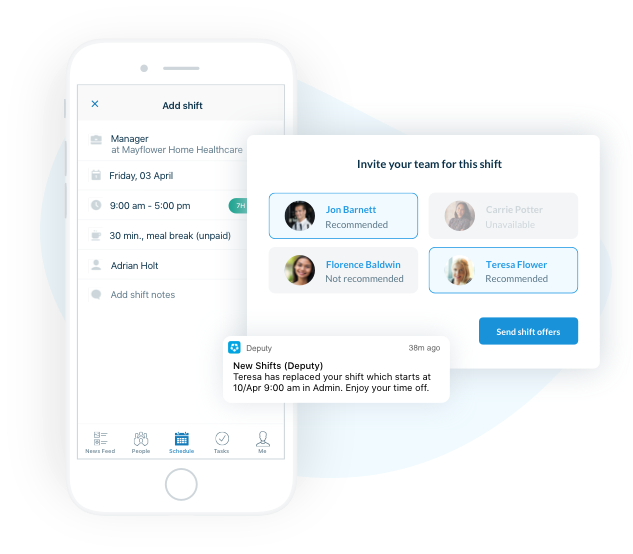 Add shift
Manager
at Mayflower Home Healthcare
Friday, 03 April
9:00 am - 5:00 pm
7H
30 min., meal break (unpaid)
Adrian Holt
Add shift notes
Invite your team for this shift
Jon Barnett
Recommended
Carrie Potter
Unavailable
Florence Baldwin
Not recommended
Teresa Flower
Recommended
Send shift offers
Deputy
38m ago
New Shifts (Deputy)
Teresa has replaced your shift which starts at
10/Apr 9:00 am in Admin. Enjoy your time off.
News Feed
People
Schedule
Tasks
Me